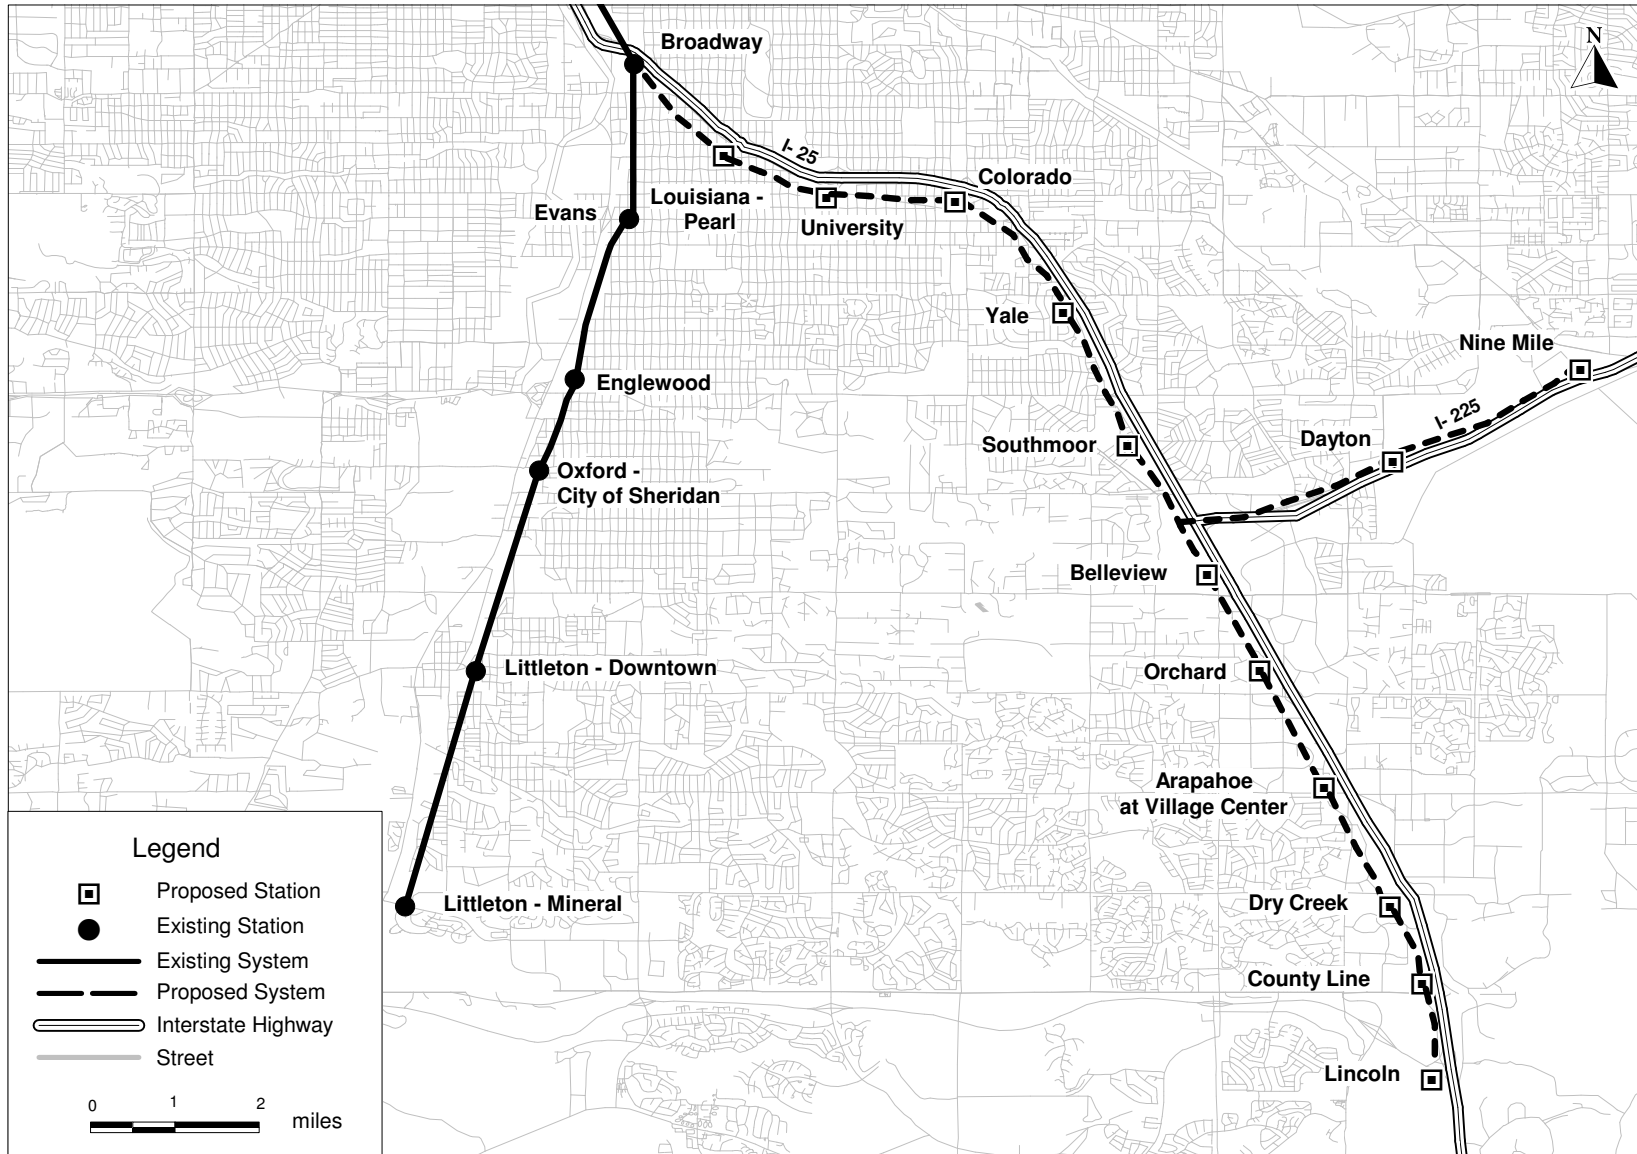 N
Broadway
I- 25
Colorado
Louisiana -
Pearl
Evans
University
Yale
Nine Mile
Englewood
I- 225
Dayton
Southmoor
Oxford -
City of Sheridan
Belleview
Littleton - Downtown
Orchard
Arapahoe
at Village Center
Littleton - Mineral
Dry Creek
County Line
Lincoln
Legend
Proposed Station
Existing Station
Existing System
Proposed System
Interstate Highway
Street
0 1 2
miles